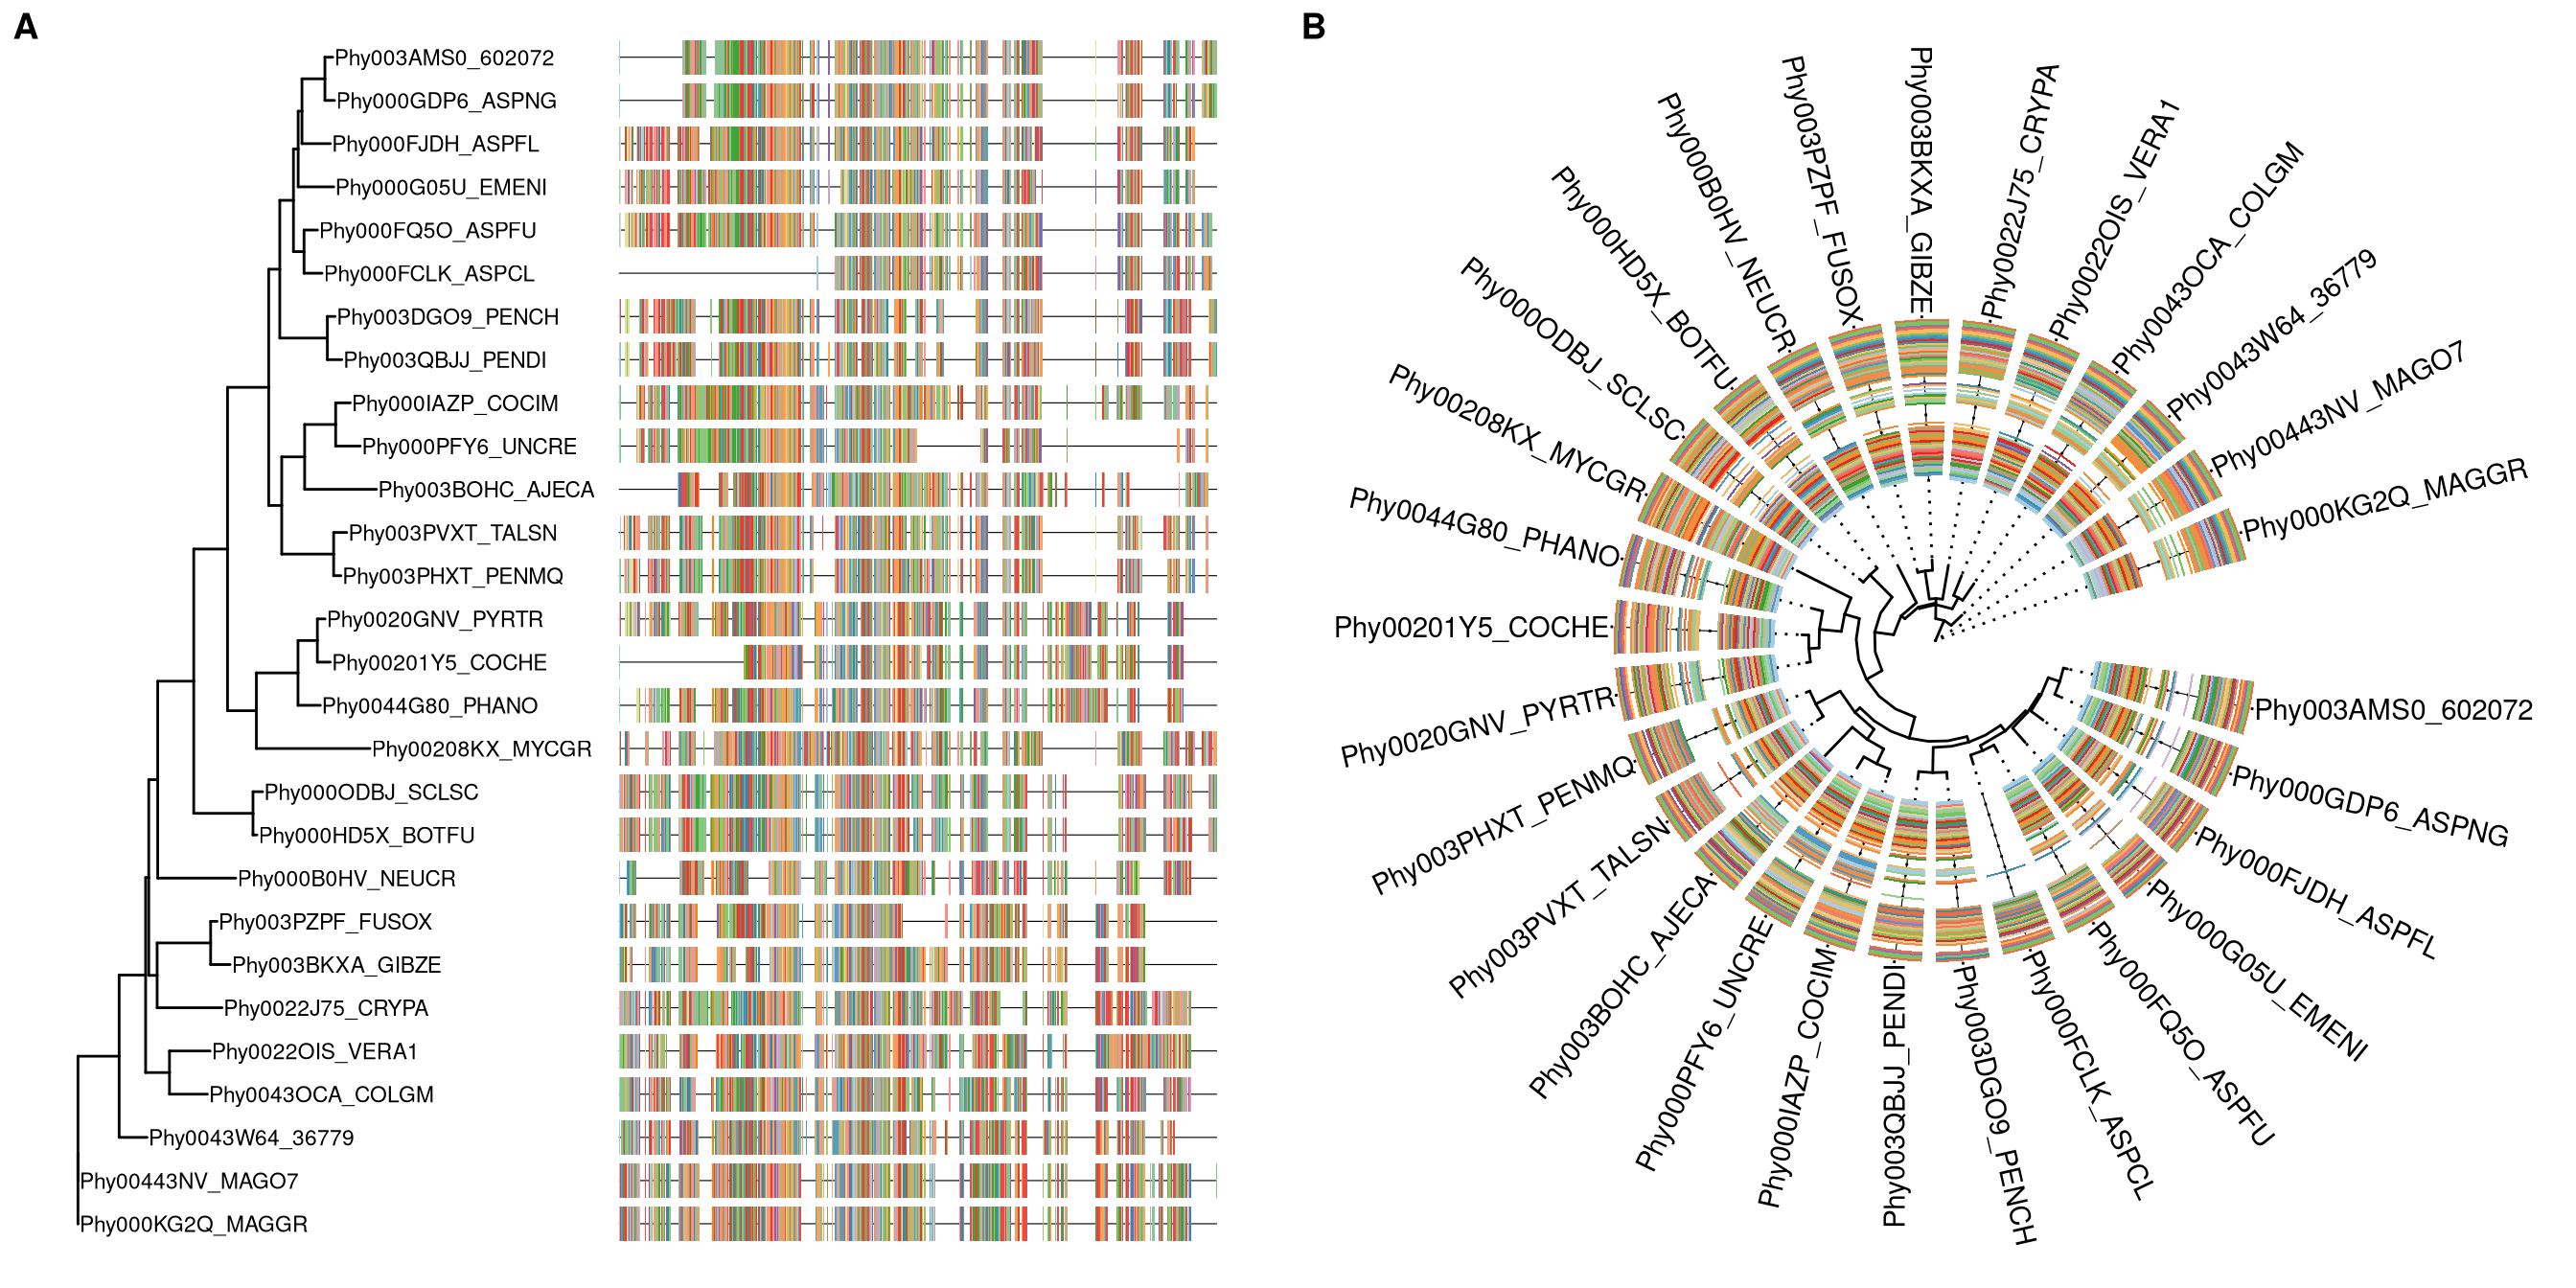 A
Phy003AMS0_602072
Phy000GDP6_ASPNG
Phy000FJDH_ASPFL
Phy000G05U_EMENI
Phy000FQ5O_ASPFU
Phy000FCLK_ASPCL
Phy003DGO9_PENCH
Phy003QBJJ_PENDI
Phy000IAZP_COCIM
Phy000PFY6_UNCRE
Phy003BOHC_AJECA
Phy003PVXT_TALSN
Phy003PHXT_PENMQ
Phy0020GNV_PYRTR
Phy00201Y5_COCHE
Phy0044G80_PHANO
Phy00208KX_MYCGR
Phy000ODBJ_SCLSC
Phy000HD5X_BOTFU
Phy000B0HV_NEUCR
Phy003PZPF_FUSOX
Phy003BKXA_GIBZE
Phy0022J75_CRYPA
Phy0022OIS_VERA1
Phy0043OCA_COLGM
Phy0043W64_36779
Phy00443NV_MAGO7
Phy000KG2Q_MAGGR
B
Phy003AMS0_602072
Phy000GDP6_ASPNG
Phy000FJDH_ASPFL
Phy000G05U_EMENI
Phy000FQ5O_ASPFU
Phy000FCLK_ASPCL
Phy003DGO9_PENCH
Phy003QBJJ_PENDI
Phy000IAZP_COCIM
Phy000PFY6_UNCRE
Phy003BOHC_AJECA
Phy003PVXT_TALSN
Phy003PHXT_PENMQ
Phy0020GNV_PYRTR
Phy00201Y5_COCHE
Phy0044G80_PHANO
Phy00208KX_MYCGR
Phy000ODBJ_SCLSC
Phy000HD5X_BOTFU
Phy000B0HV_NEUCR
Phy003PZPF_FUSOX
Phy003BKXA_GIBZE
Phy0022J75_CRYPA
Phy0022OIS_VERA1
Phy0043OCA_COLGM
Phy0043W64_36779
Phy00443NV_MAGO7
Phy000KG2Q_MAGGR